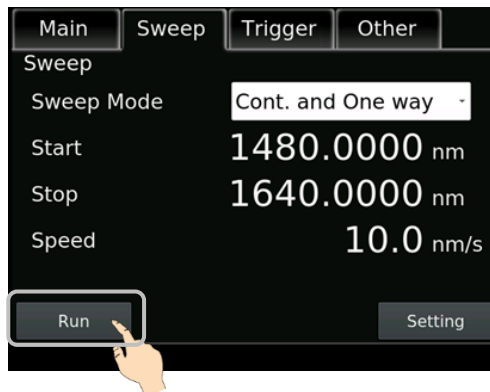 Main Sweep Trigger Other
Sweep
Sweep Mode Cont. and One way
Start 1480.0000 nm
Stop 1640.0000 nm
Speed 10.0 nm/s
Run Setting